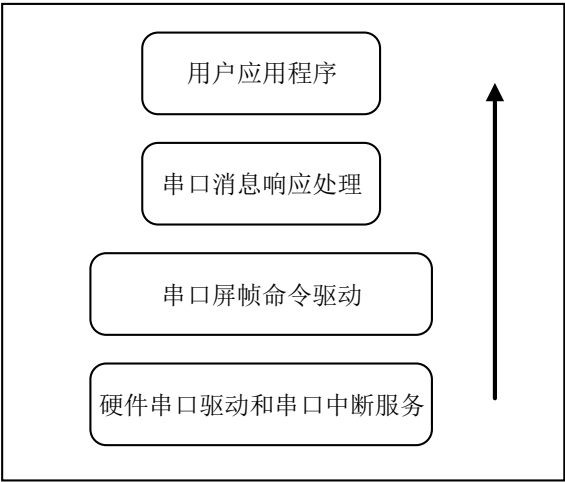 用户应用程序
串口消息响应处理
串口屏帧命令驱动
硬件串口驱动和串口中断服务